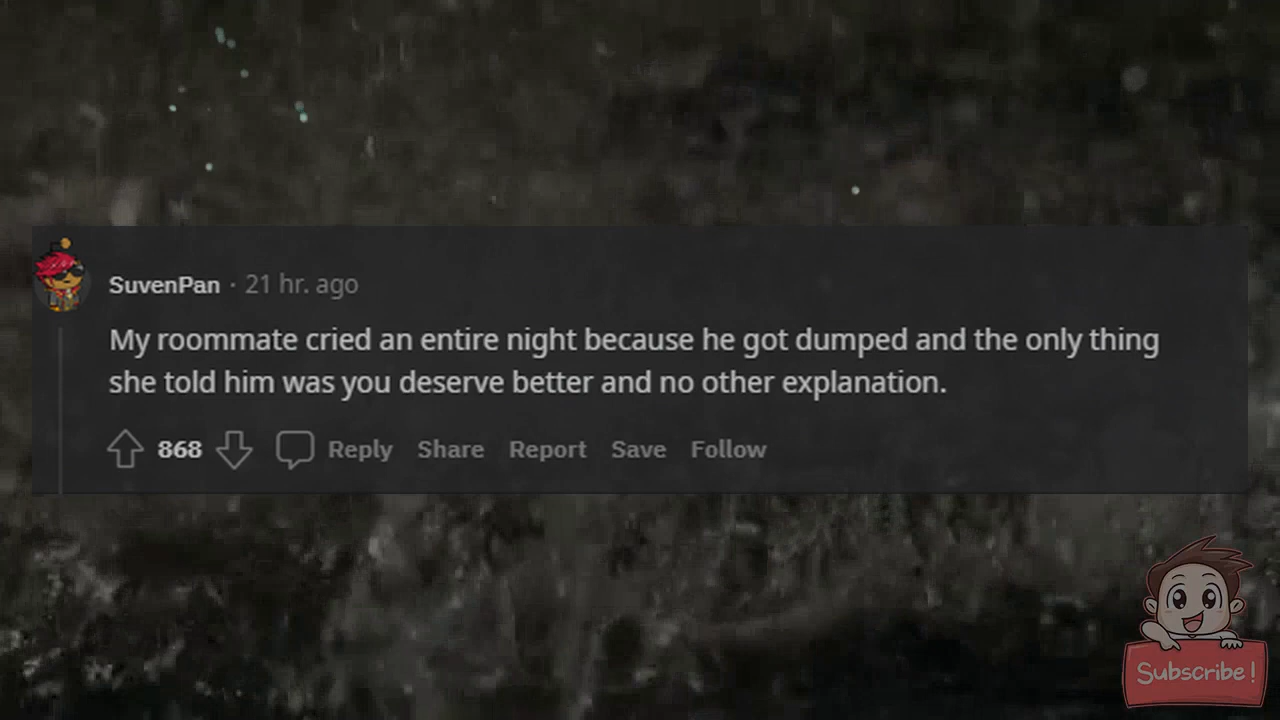 SuvenPan · 21 hr. ago
My roommate cried an entire night because he got dumped and the only thing
she told him was you deserve better and no other explanation.
868 Reply Share Report Save Follow
Subscribe!